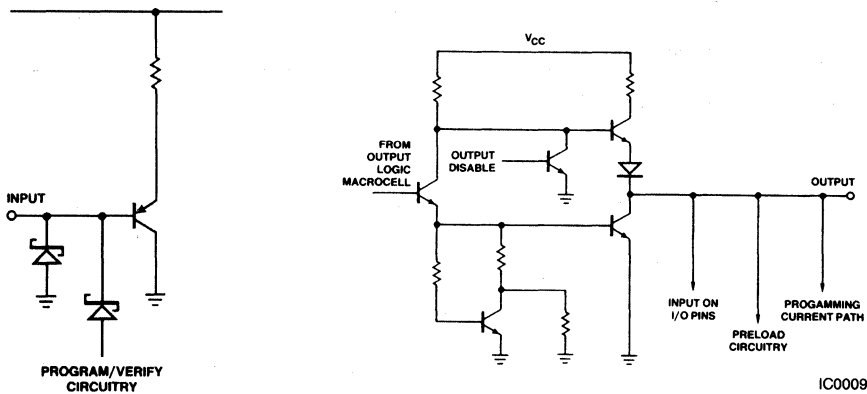 INPUT
PROGRAM/VERIFY
CIRCUITRY
VCC
FROM
OUTPUT
LOGIC
MACROCELL
OUTPUT
DISABLE
OUTPUT
INPUT ON
I/O PINS
PRELOAD
CIRCUITRY
PROGAMMING
CURRENT PATH
IC0009